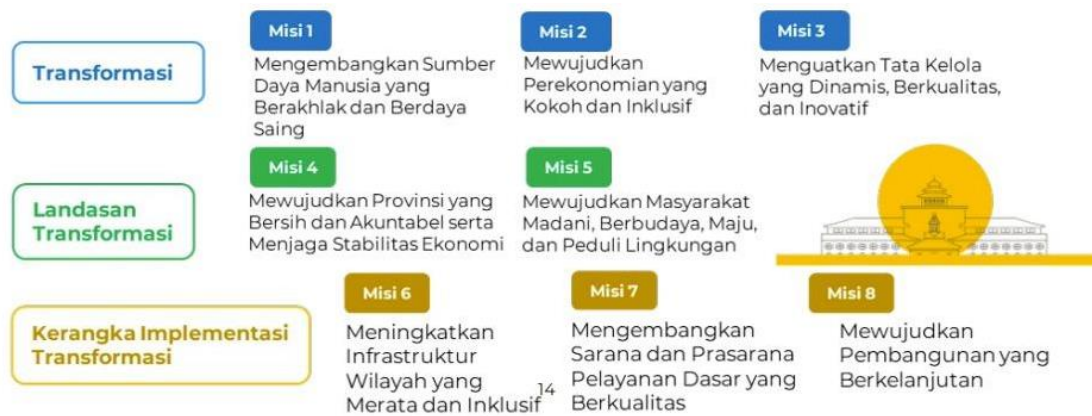 Transformasi
Misi 1
Mengembangkan Sumber
Daya Manusia yang
Berakhlak dan Berdaya
Saing
Misi 2
Mewujudkan
Perekonomian yang
Kokoh dan Inklusif
Misi 3
Menguatkan Tata Kelola
yang Dinamis, Berkualitas,
dan Inovatif
Landasan
Transformasi
Misi 4
Mewujudkan Provinsi yang
Bersih dan Akuntabel serta
Menjaga Stabilitas Ekonomi
Misi 5
Mewujudkan Masyarakat
Madani, Berbudaya, Maju,
dan Peduli Lingkungan
Kerangka Implementasi
Transformasi
Misi 6
Meningkatkan
Infrastruktur
Wilayah yang
Merata dan Inklusif
14
Misi 7
Mengembangkan
Sarana dan Prasarana
Pelayanan Dasar yang
Berkualitas
Misi 8
Mewujudkan
Pembangunan yang
Berkelanjutan